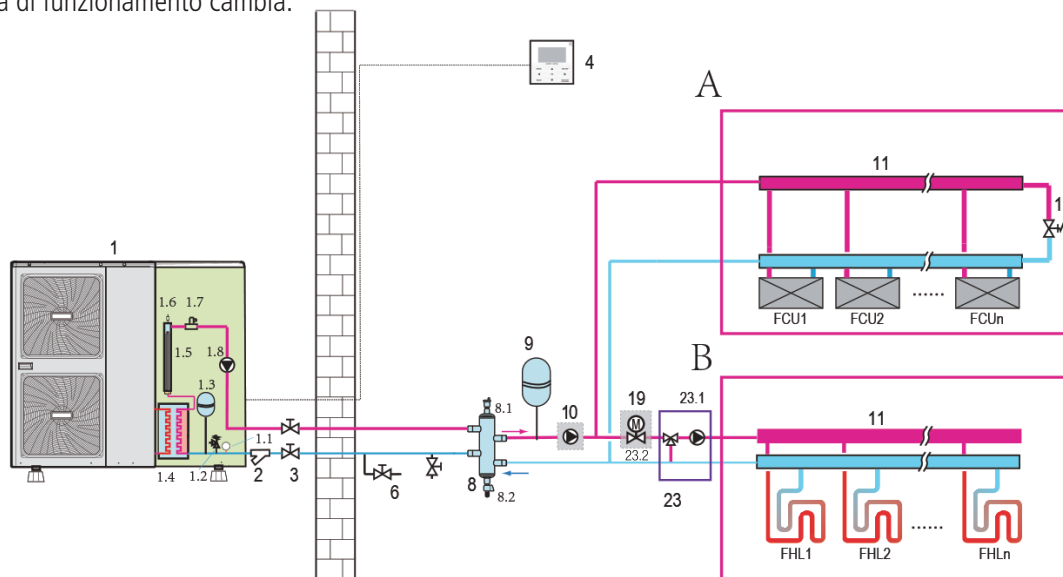 a di funzionamento cambia.
4
A
11
1
1
1.6
1.7
1.5
1.8
1.3
FCU1
FCU2
......
FCUn
9
B
8.1
10
19
M
23.1
11
1.1
1.2
1.4
2
3
6
8
8.2
23.2
23
FHL1
FHL2
......
FHLn